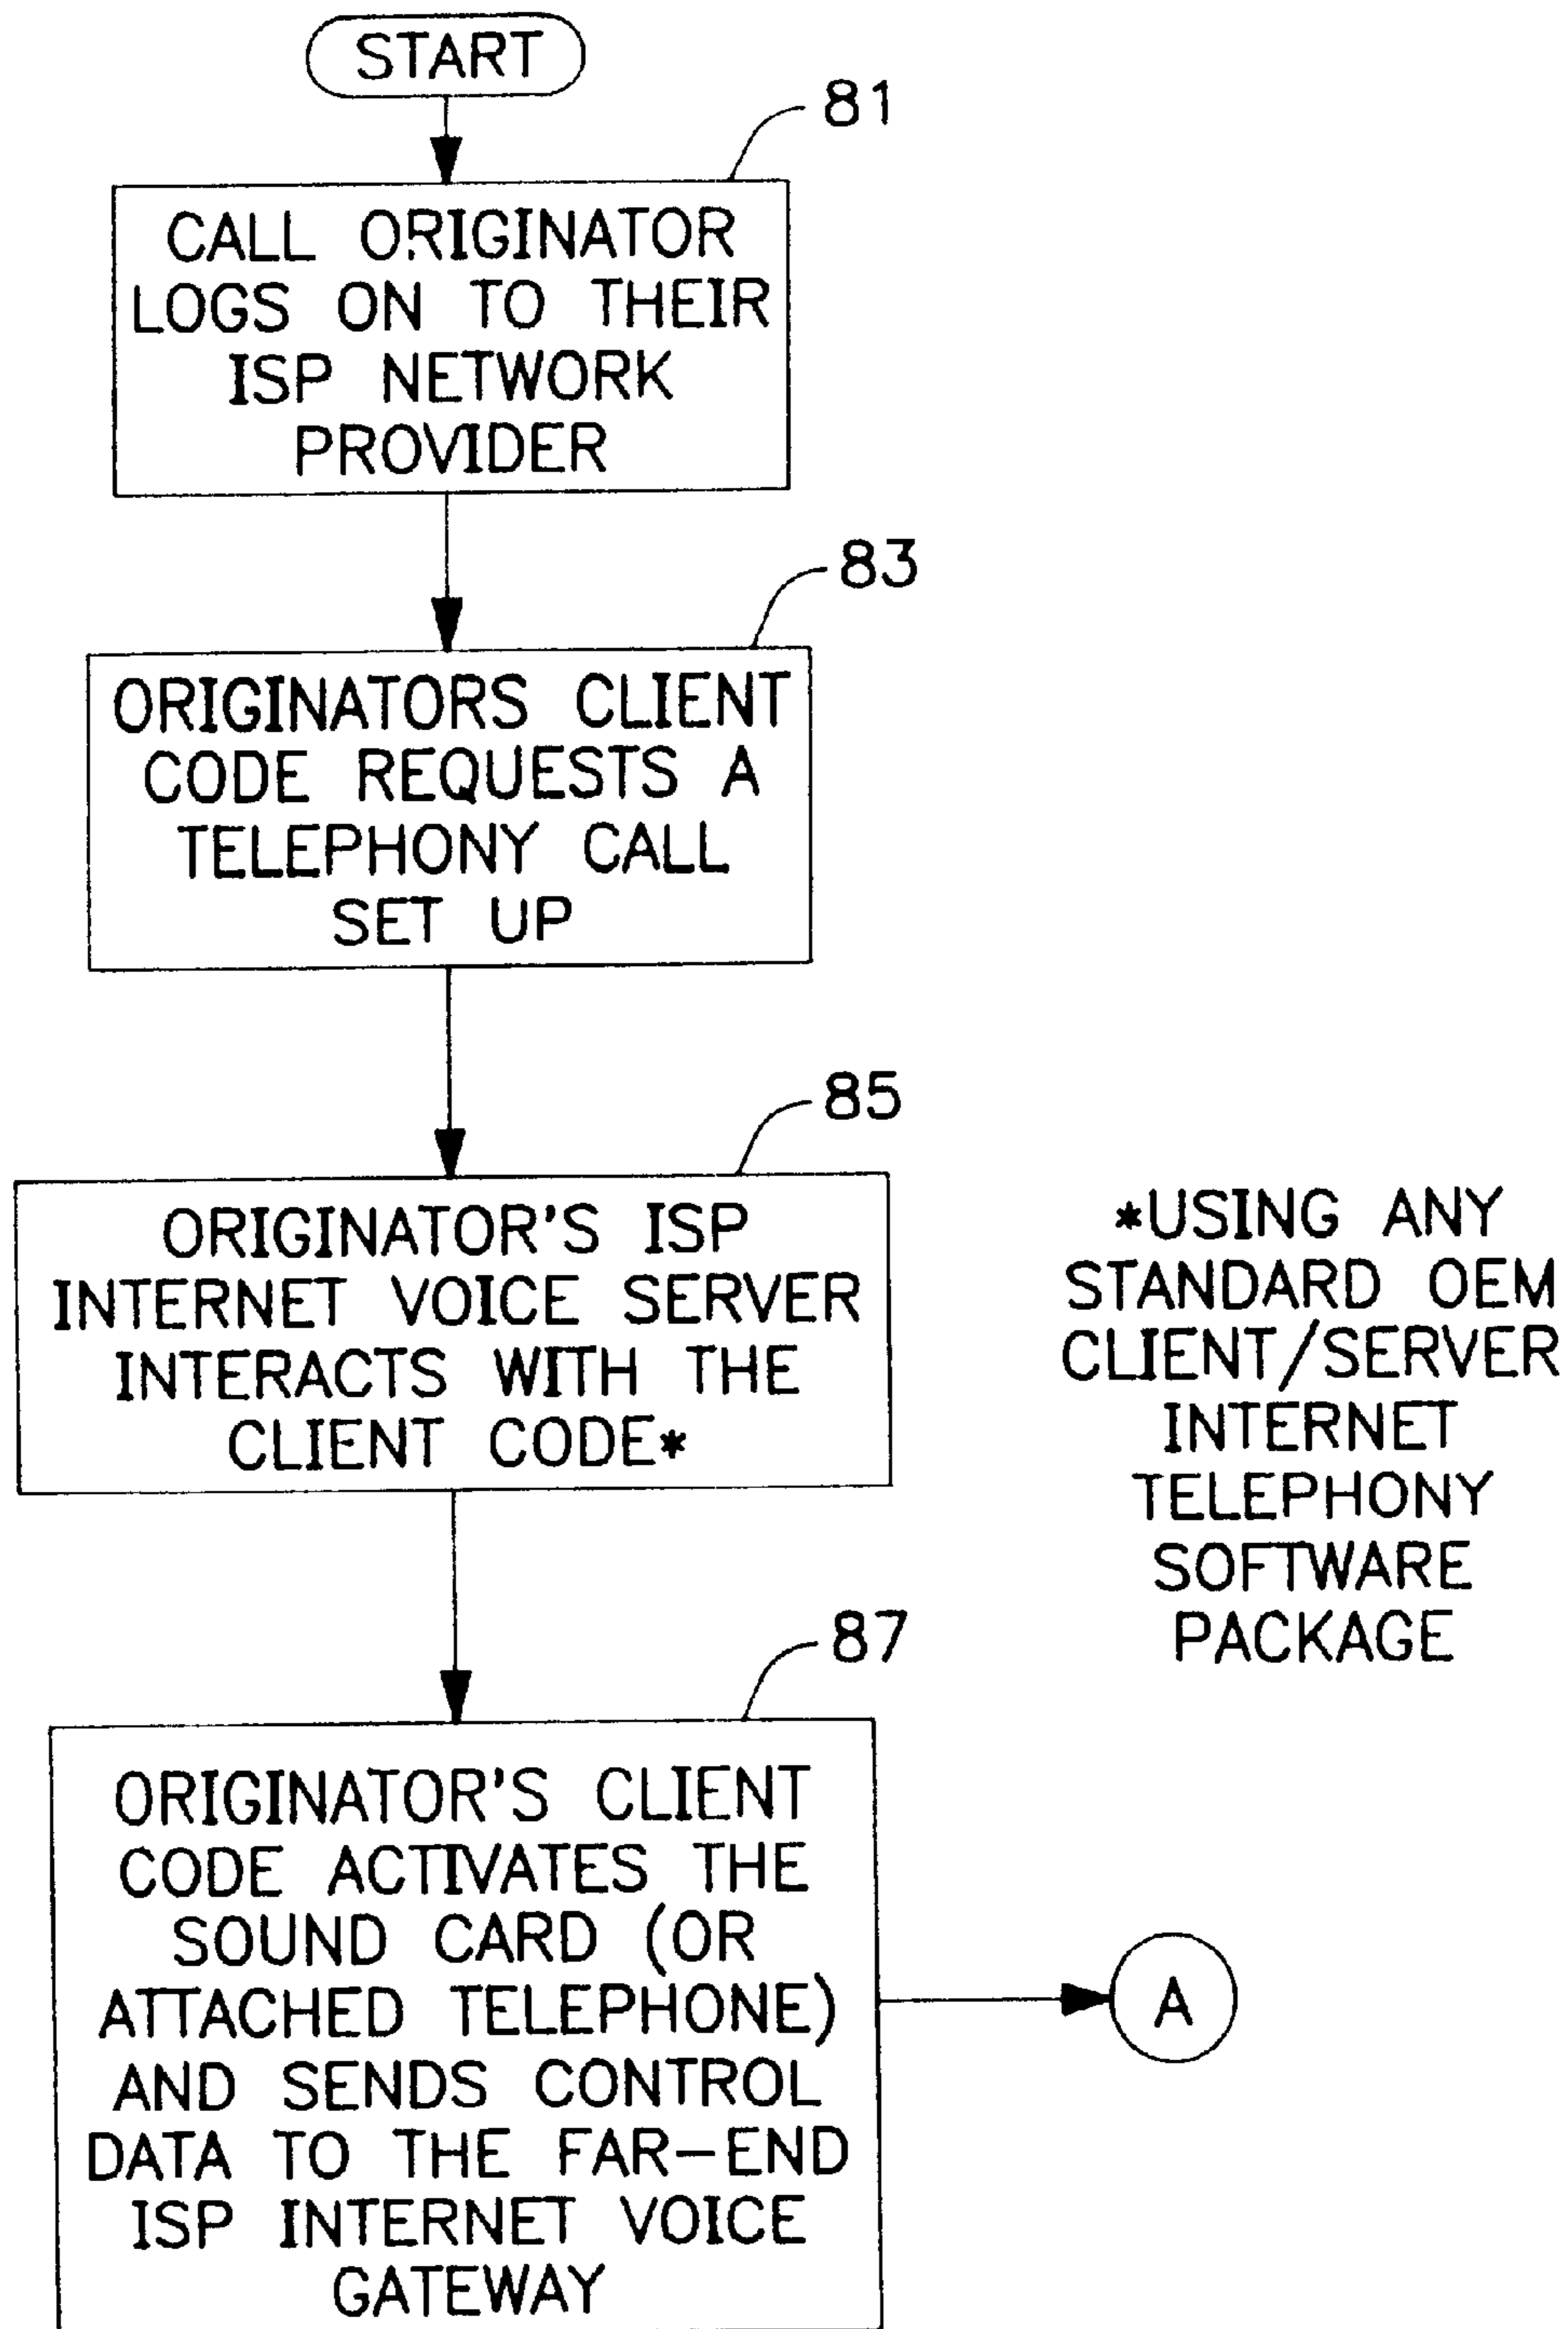 START
81
CALL ORIGINATOR
LOGS ON TO THEIR
ISP NETWORK
PROVIDER
83
ORIGINATORS CLIENT
CODE REQUESTS A
TELEPHONY CALL
SET UP
85
ORIGINATOR'S ISP
INTERNET VOICE SERVER
INTERACTS WITH THE
CLIENT CODE*
*USING ANY
STANDARD OEM
CLIENT/SERVER
INTERNET
TELEPHONY
SOFTWARE
PACKAGE
87
ORIGINATOR'S CLIENT
CODE ACTIVATES THE
SOUND CARD (OR
ATTACHED TELEPHONE)
AND SENDS CONTROL
DATA TO THE FAR-END
ISP INTERNET VOICE
GATEWAY
A